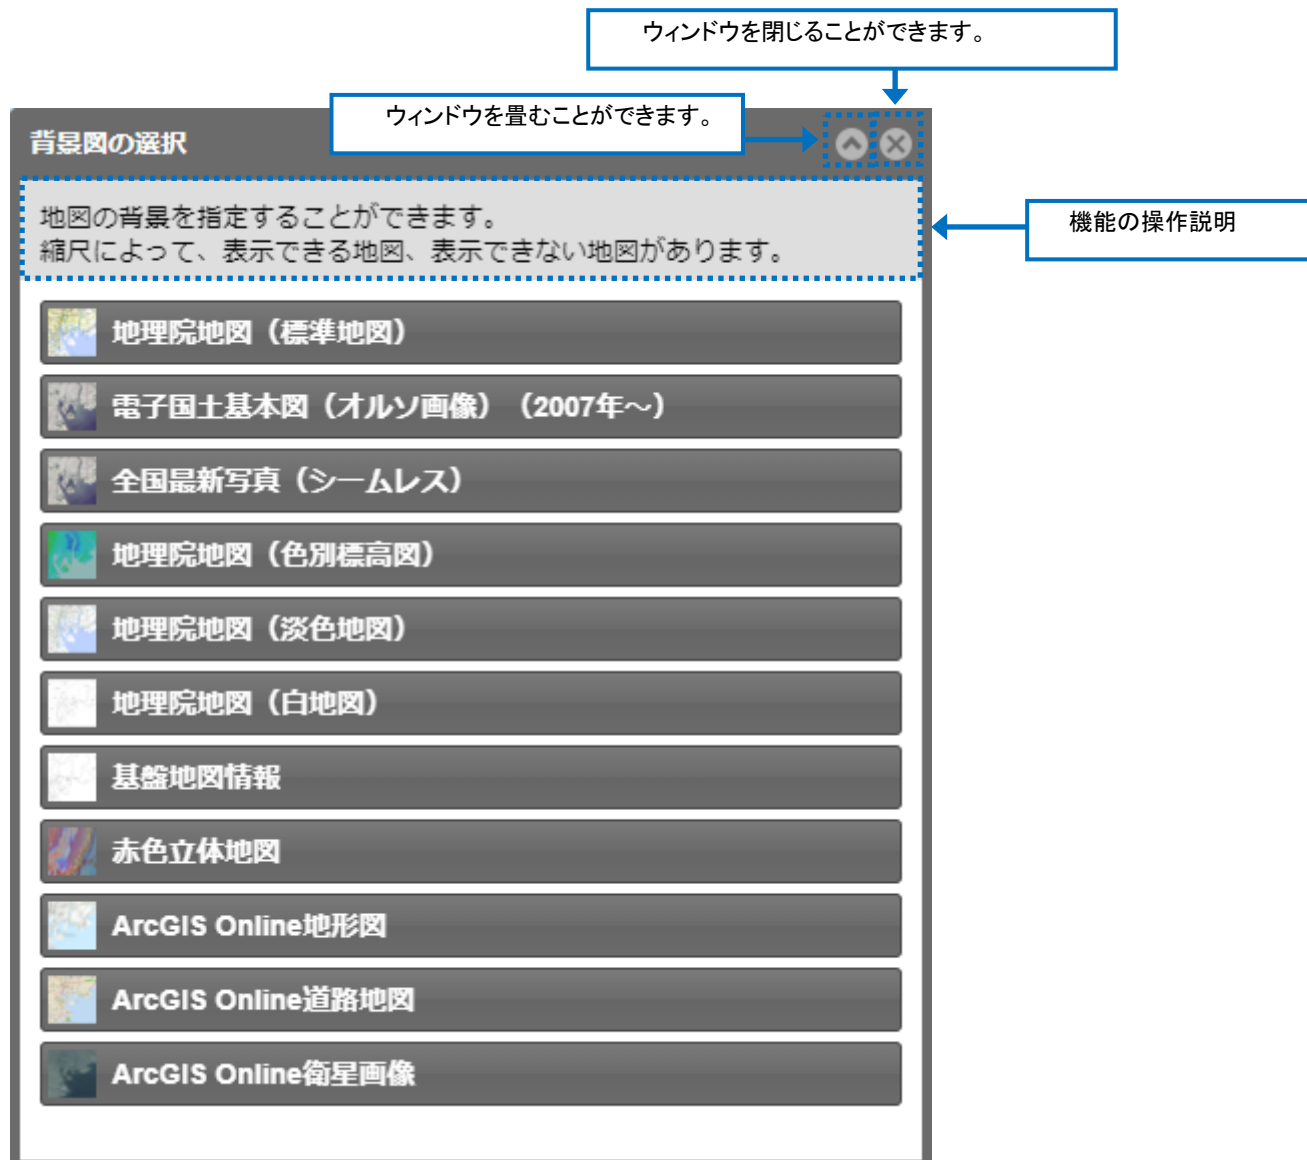 ウィンドウを閉じることができます。
ウィンドウを畳むことができます。
背景図の選択
地図の背景を指定することができます。
縮尺によって、表示できる地図、表示できない地図があります。
機能の操作説明
地理院地図（標準地図）
電子国土基本図（オルソ画像）（2007年～）
全国最新写真（シームレス）
地理院地図（色別標高図）
地理院地図（淡色地図）
地理院地図（白地図）
基盤地図情報
赤色立体地図
ArcGIS Online地形図
ArcGIS Online道路地図
ArcGIS Online衛星画像